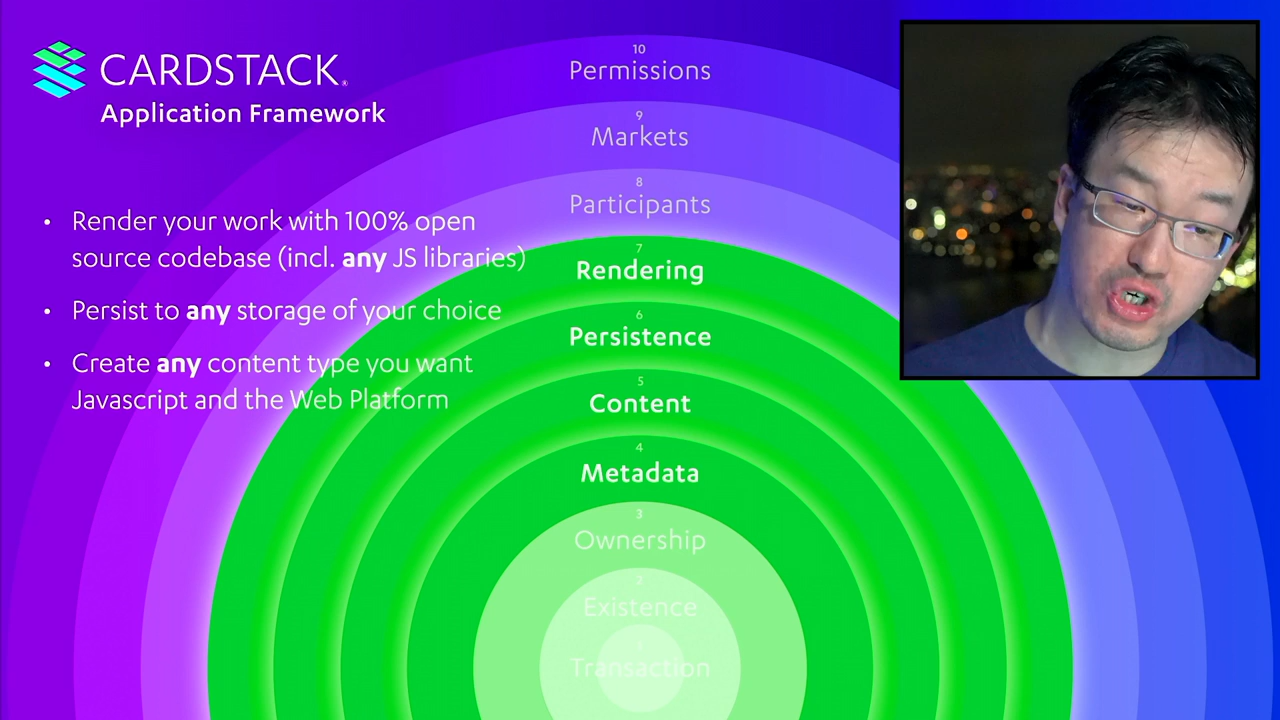 CARDSTACK®
Application Framework
• Render your work with 100% open
source codebase (incl. any JS libraries)
• Persist to any storage of your choice
• Create any content type you want
Javascript and the Web Platform
10
Permissions
9
Markets
8
Participants
7
Rendering
6
Persistence
5
Content
4
Metadata
3
Ownership
2
Existence
Transaction